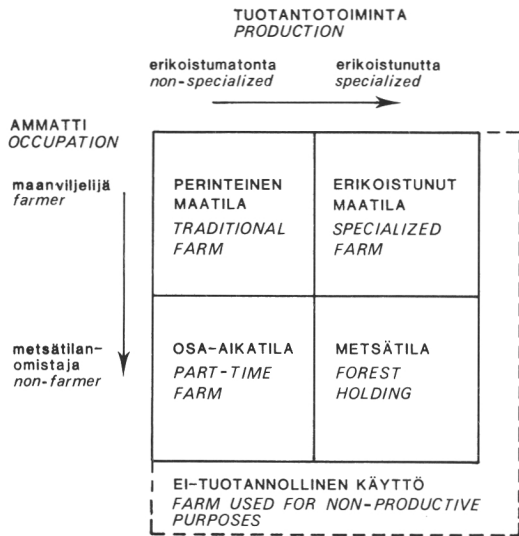 TUOTANTOTOIMINTA
PRODUCTION
erikoistumatonta
non-specialized
erikoistunutta
specialized
AMMATTI
OCCUPATION
maanviljelijä
farmer
PERINTEINEN
MAATILA
TRADITIONAL
FARM
ERIKOISTUNUT
MAATILA
SPECIALIZED
FARM
metsätilan-
omistaja
non-farmer
OSA-AIKATILA
PART-TIME
FARM
METSÄTILA
FOREST
HOLDING
EI-TUOTANNOLLINEN KÄYTTÖ
FARM USED FOR NON-PRODUCTIVE
PURPOSES